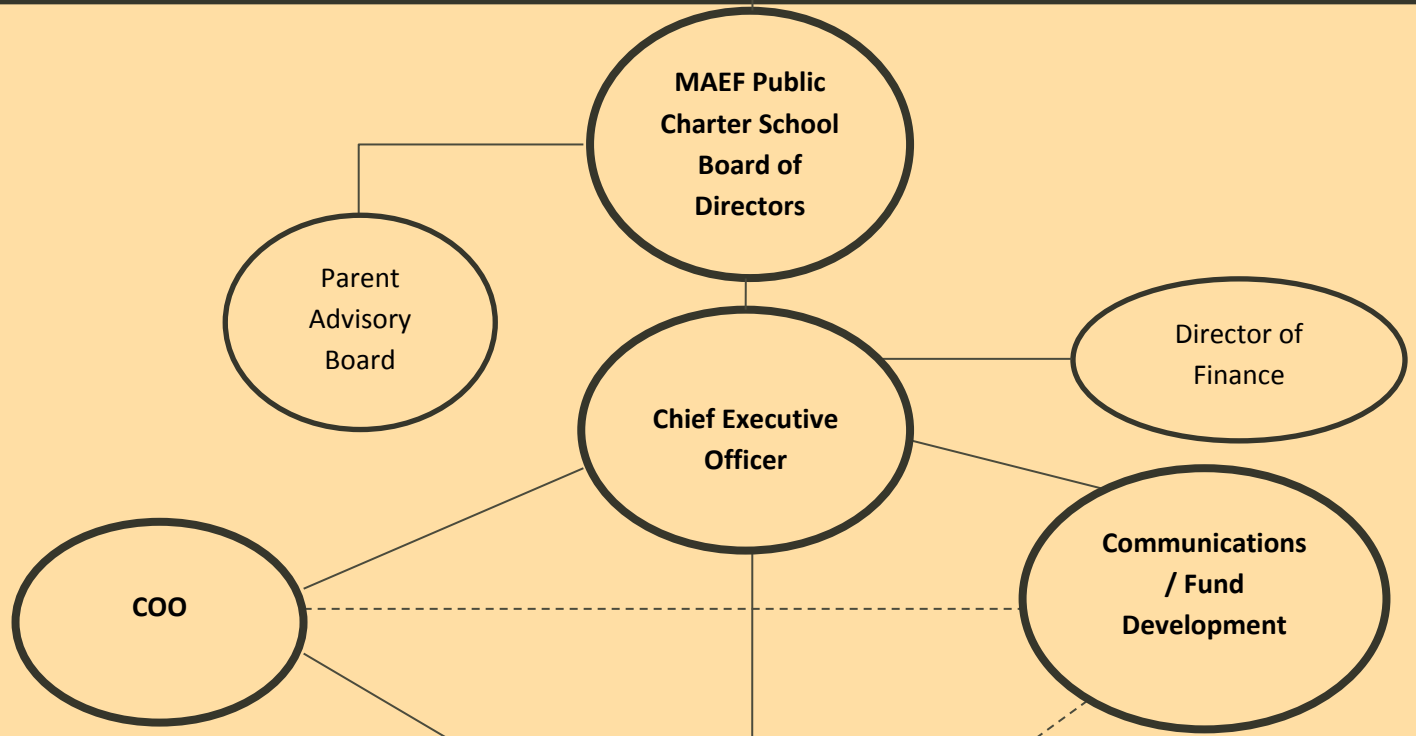 MAEF Public
Charter School
Board of
Directors
Parent
Advisory
Board
Director of
Finance
Chief Executive
Officer
Communications
/ Fund
Development
COO